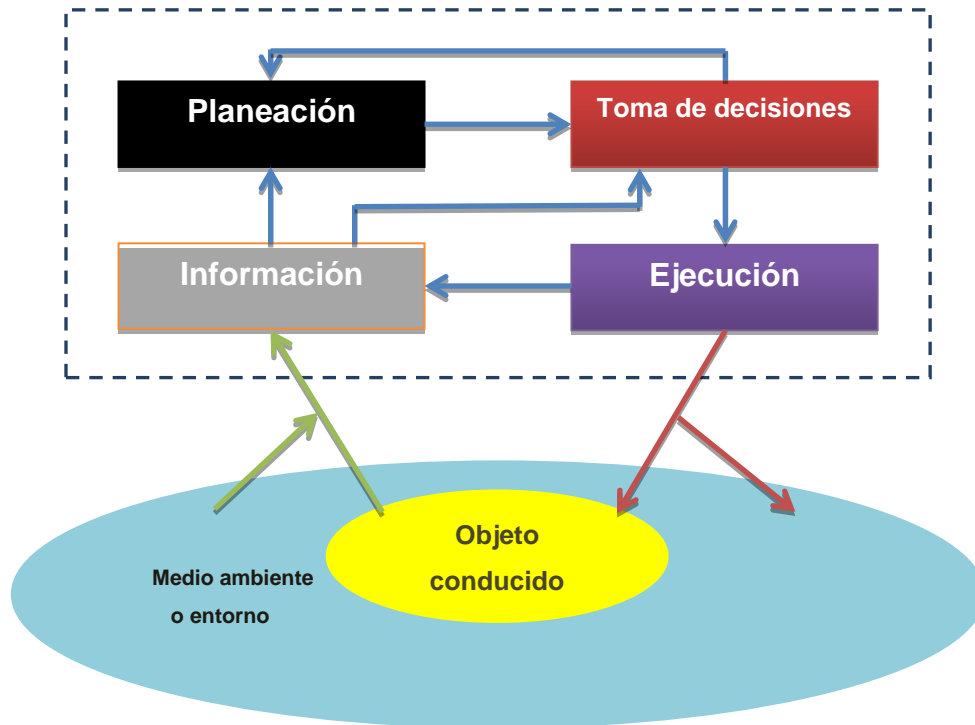 Planeación
Toma de decisiones
Información
Ejecución
Objeto
conducido
Medio ambiente
o entorno